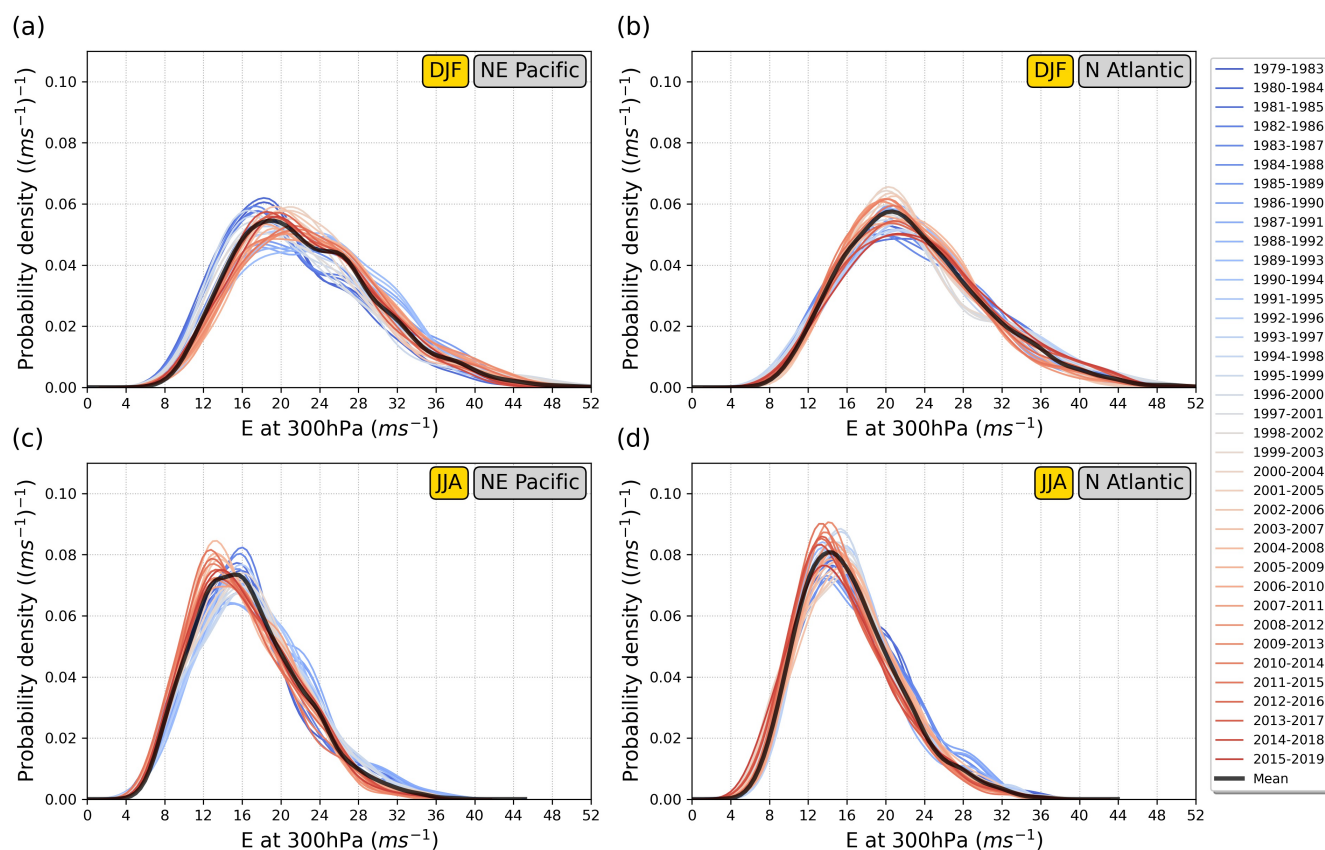 (a)
DJF NE Pacific
Probability density ((ms⁻¹)⁻¹)
0.10
0.08
0.06
0.04
0.02
0.00
0 4 8 12 16 20 24 28 32 36 40 44 48 52
E at 300hPa (ms⁻¹)
(b)
DJF N Atlantic
Probability density ((ms⁻¹)⁻¹)
0.10
0.08
0.06
0.04
0.02
0.00
0 4 8 12 16 20 24 28 32 36 40 44 48 52
E at 300hPa (ms⁻¹)
(c)
JJA NE Pacific
Probability density ((ms⁻¹)⁻¹)
0.10
0.08
0.06
0.04
0.02
0.00
0 4 8 12 16 20 24 28 32 36 40 44 48 52
E at 300hPa (ms⁻¹)
(d)
JJA N Atlantic
Probability density ((ms⁻¹)⁻¹)
0.10
0.08
0.06
0.04
0.02
0.00
0 4 8 12 16 20 24 28 32 36 40 44 48 52
E at 300hPa (ms⁻¹)
1979-1983
1980-1984
1981-1985
1982-1986
1983-1987
1984-1988
1985-1989
1986-1990
1987-1991
1988-1992
1989-1993
1990-1994
1991-1995
1992-1996
1993-1997
1994-1998
1995-1999
1996-2000
1997-2001
1998-2002
1999-2003
2000-2004
2001-2005
2002-2006
2003-2007
2004-2008
2005-2009
2006-2010
2007-2011
2008-2012
2009-2013
2010-2014
2011-2015
2012-2016
2013-2017
2014-2018
2015-2019
Mean